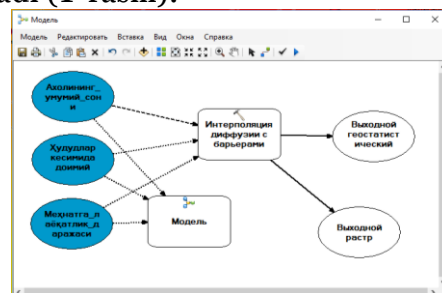 adi (1-rasm).
Модель
Модель Редактировать Вставка Вид Окна Справка
Аҳолининг_
умумий_сон
и
Ҳудудлар
кесимида
доимий
Меҳнатга_л
аёқатлик_д
аражаси
Интерполяция
диффузии с
барьерами
Модель
Выходной
геостатист
ический
Выходной
растр